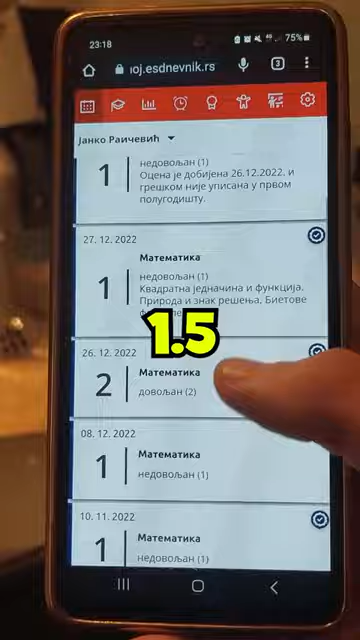 23:18
75%
oj.esdnevnik.rs
3
Јанко Раичевић
1
недовољан (1)
Оцена је добијена 26.12.2022. и
грешком није уписана у првом
полугодишту.
27. 12. 2022
Математика
1
недовољан (1)
Квадратна једначина и функција.
Природа и знак решења, Виетове
1.5
26. 12. 2022
Математика
2
довољан (2)
08. 12. 2022
Математика
1
недовољан (1)
10. 11. 2022
Математика
1
недовољан (1)